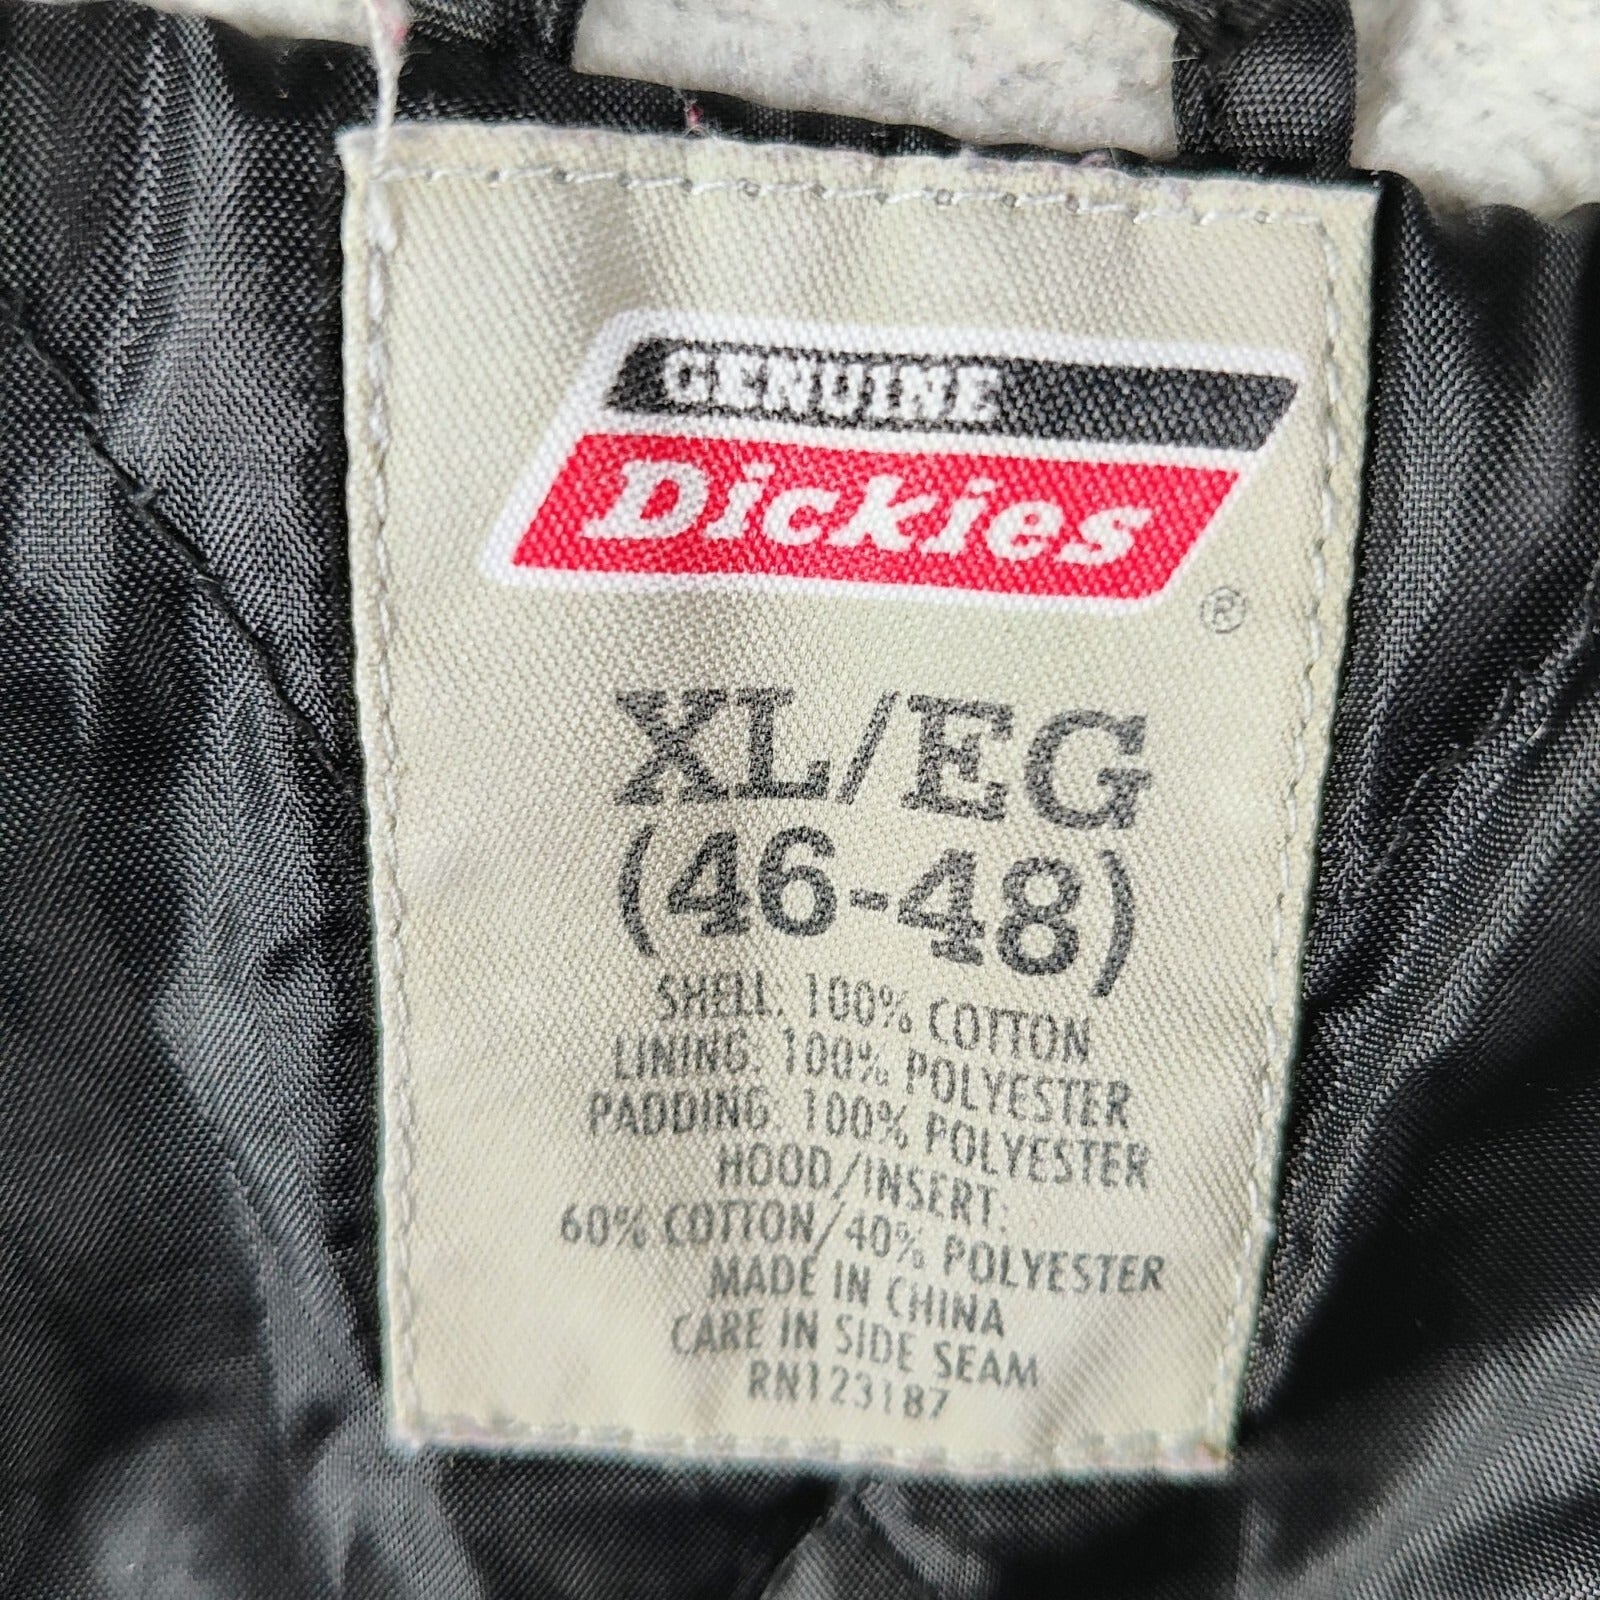 GENUINE
Dickies
®
XL/EG
(46-48)
SHELL: 100% COTTON
LINING: 100% POLYESTER
PADDING: 100% POLYESTER
HOOD/INSERT:
60% COTTON/40% POLYESTER
MADE IN CHINA
CARE IN SIDE SEAM
RN123187